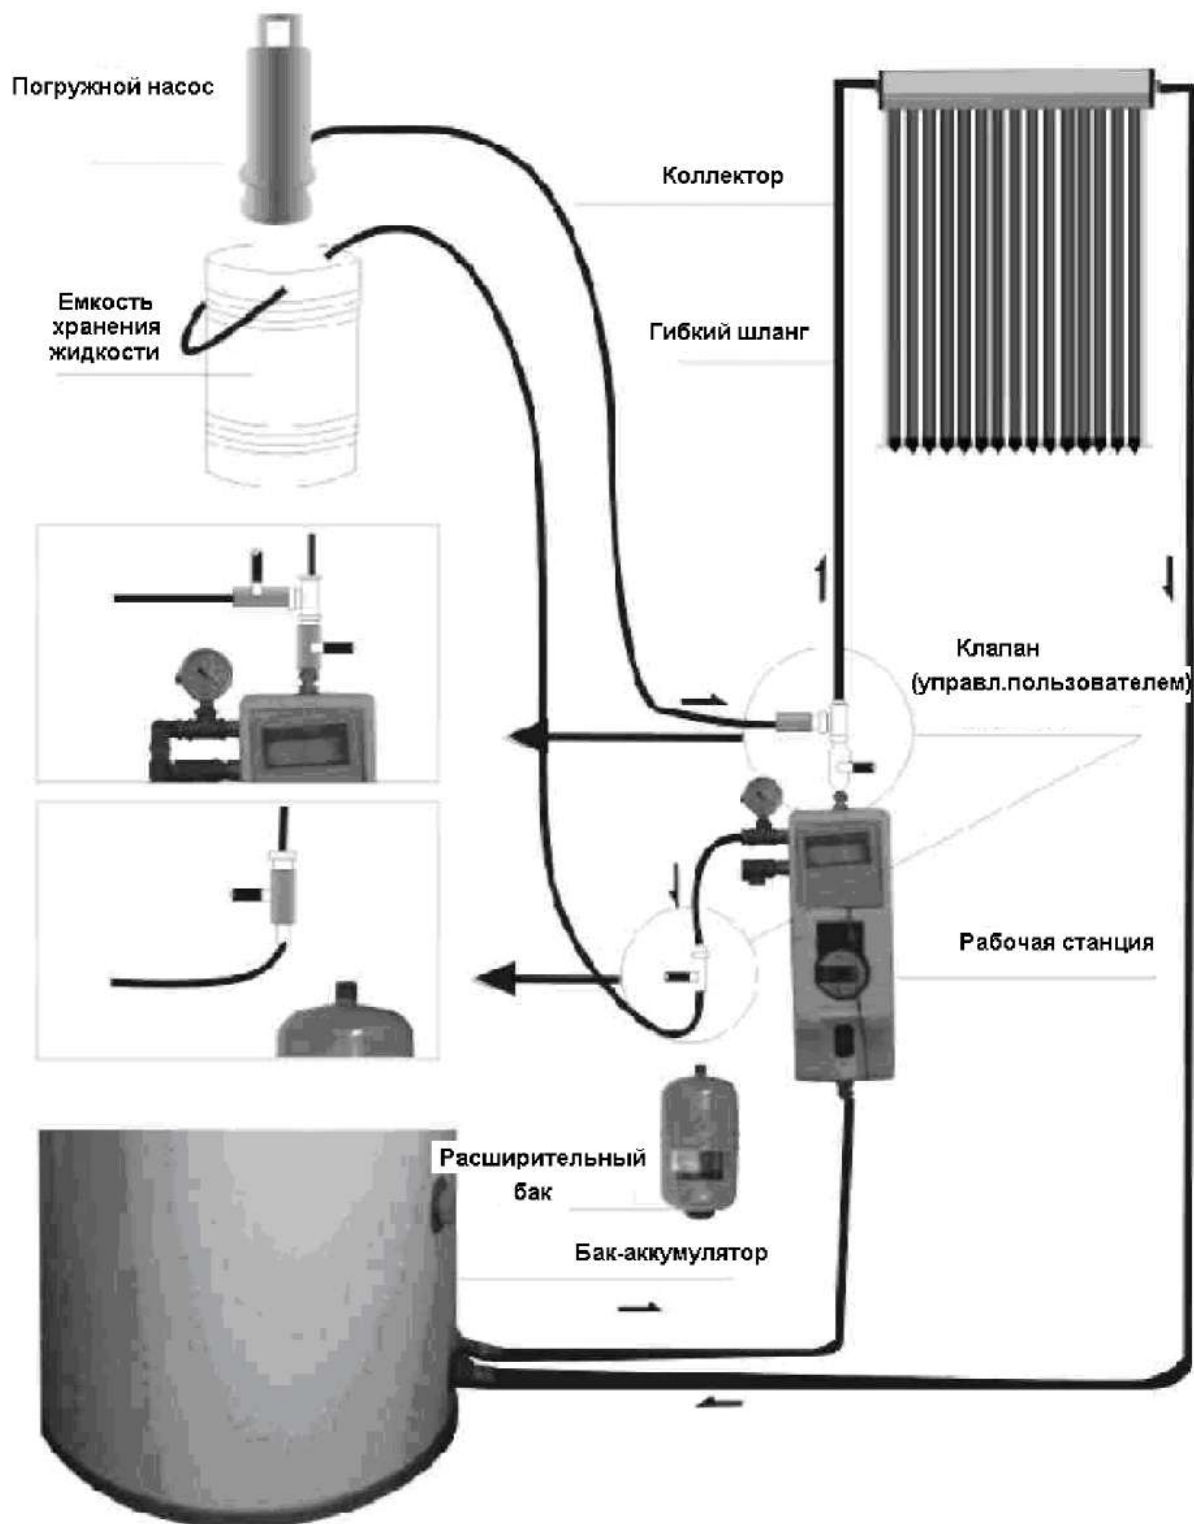 Погружной насос
Коллектор
Емкость
хранения
жидкости
Гибкий шланг
Клапан
(управл.пользователем)
Рабочая станция
Расширительный
бак
Бак-аккумулятор